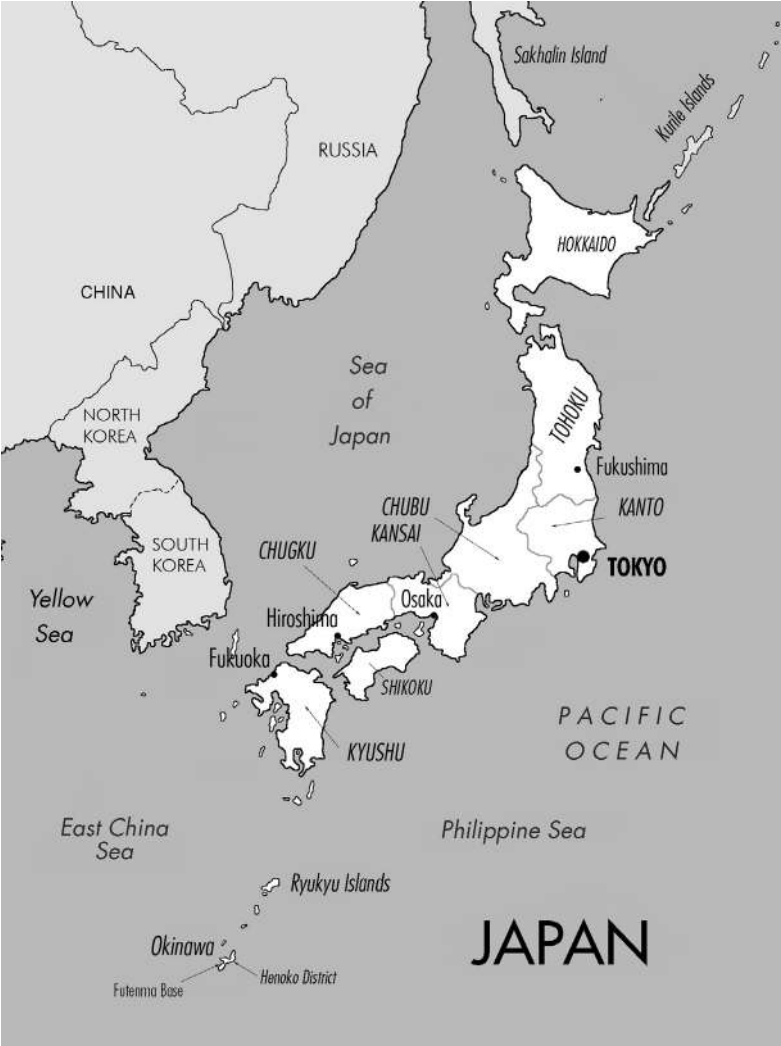 Sakhalin Island
Kurile Islands
RUSSIA
HOKKAIDO
CHINA
Sea
of
Japan
NORTH
KOREA
TOHOKU
Fukushima
CHUBU
KANTO
KANSAI
SOUTH
KOREA
CHUGKU
TOKYO
Yellow
Sea
Osaka
Hiroshima
Fukuoka
SHIKOKU
PACIFIC
OCEAN
KYUSHU
East China
Sea
Philippine Sea
Ryukyu Islands
JAPAN
Okinawa
Henoko District
Futenma Base